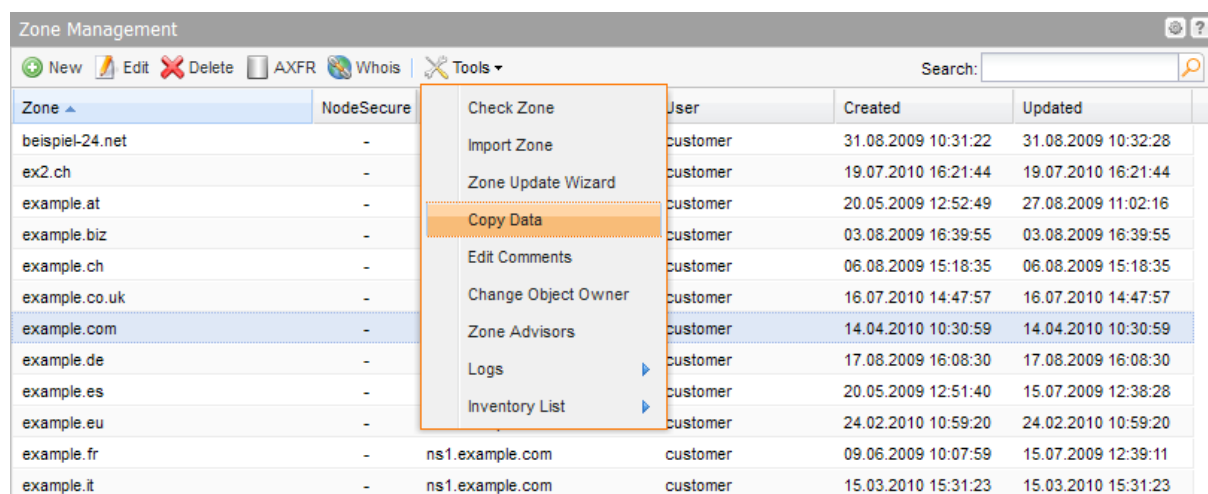 Zone Management
New Edit Delete AXFR Whois Tools Search:
Zone NodeSecure User Created Updated
beispiel-24.net - customer 31.08.2009 10:31:22 31.08.2009 10:32:28
ex2.ch - customer 19.07.2010 16:21:44 19.07.2010 16:21:44
example.at - customer 20.05.2009 12:52:49 27.08.2009 11:02:16
example.biz - customer 03.08.2009 16:39:55 03.08.2009 16:39:55
example.ch - customer 06.08.2009 15:18:35 06.08.2009 15:18:35
example.co.uk - customer 16.07.2010 14:47:57 16.07.2010 14:47:57
example.com - customer 14.04.2010 10:30:59 14.04.2010 10:30:59
example.de - customer 17.08.2009 16:08:30 17.08.2009 16:08:30
example.es - customer 20.05.2009 12:51:40 15.07.2009 12:38:28
example.eu - customer 24.02.2010 10:59:20 24.02.2010 10:59:20
example.fr - ns1.example.com customer 09.06.2009 10:07:59 15.07.2009 12:39:11
example.it - ns1.example.com customer 15.03.2010 15:31:23 15.03.2010 15:31:23
Check Zone
Import Zone
Zone Update Wizard
Copy Data
Edit Comments
Change Object Owner
Zone Advisors
Logs
Inventory List